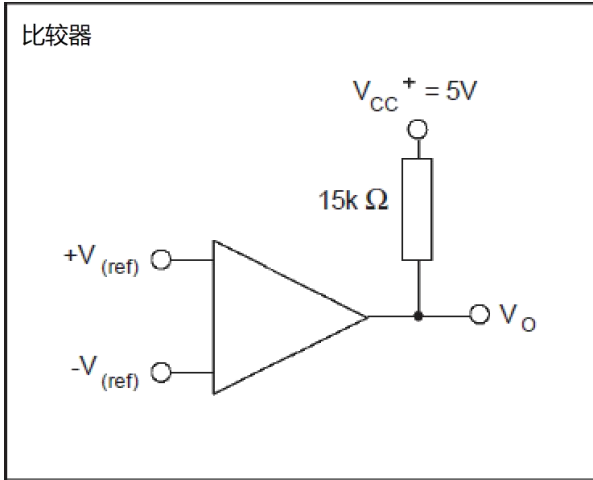 比较器
VCC+ = 5V
15k Ω
+V(ref)
-V(ref)
VO